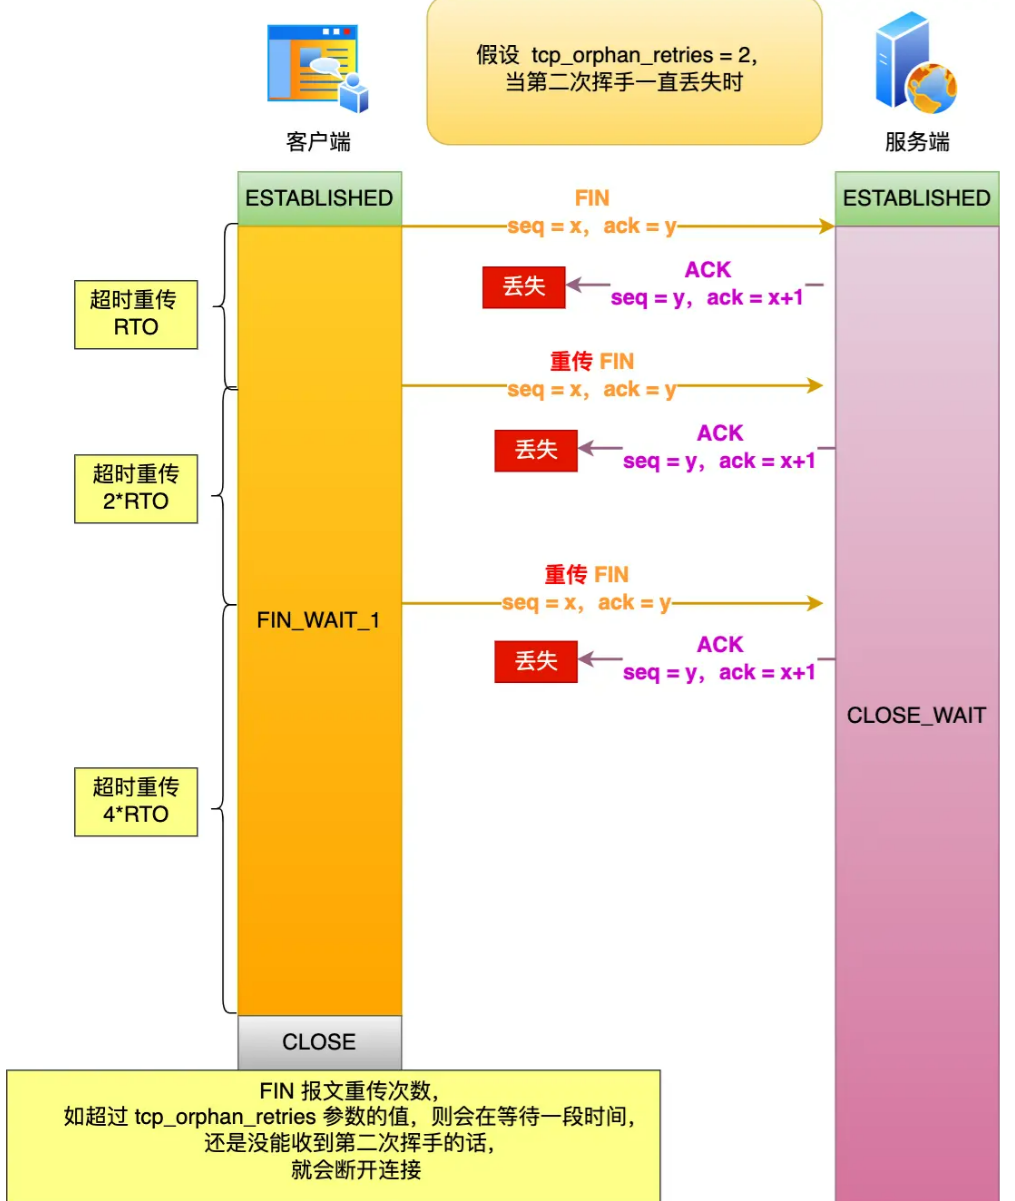 假设 tcp_orphan_retries = 2，
当第二次挥手一直丢失时
客户端
服务端
ESTABLISHED
ESTABLISHED
FIN
seq = x，ack = y
ACK
seq = y，ack = x+1
丢失
超时重传
RTO
重传 FIN
seq = x，ack = y
ACK
seq = y，ack = x+1
丢失
超时重传
2*RTO
重传 FIN
seq = x，ack = y
FIN_WAIT_1
ACK
seq = y，ack = x+1
丢失
CLOSE_WAIT
超时重传
4*RTO
CLOSE
FIN 报文重传次数，
如超过 tcp_orphan_retries 参数的值，则会在等待一段时间，
还是没能收到第二次挥手的话，
就会断开连接